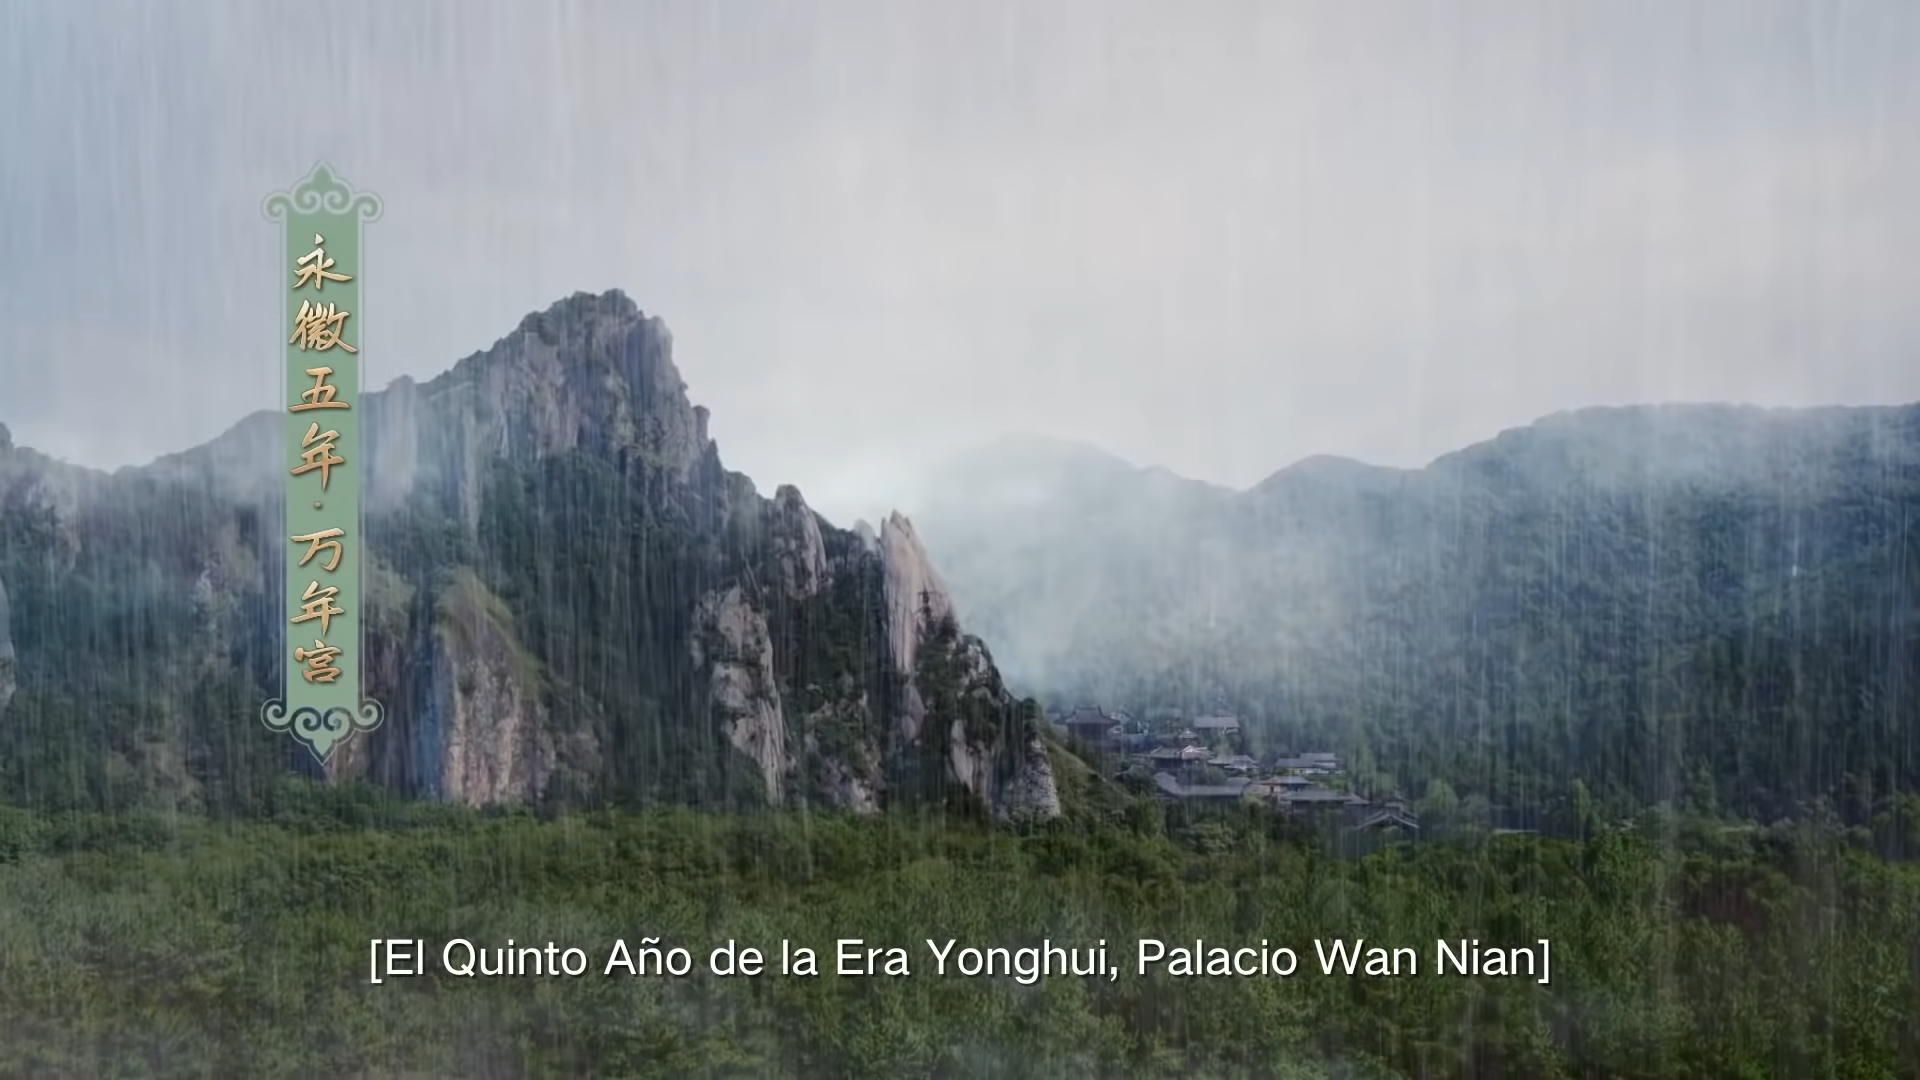 永徽五年·万年宫
[El Quinto Año de la Era Yonghui, Palacio Wan Nian]